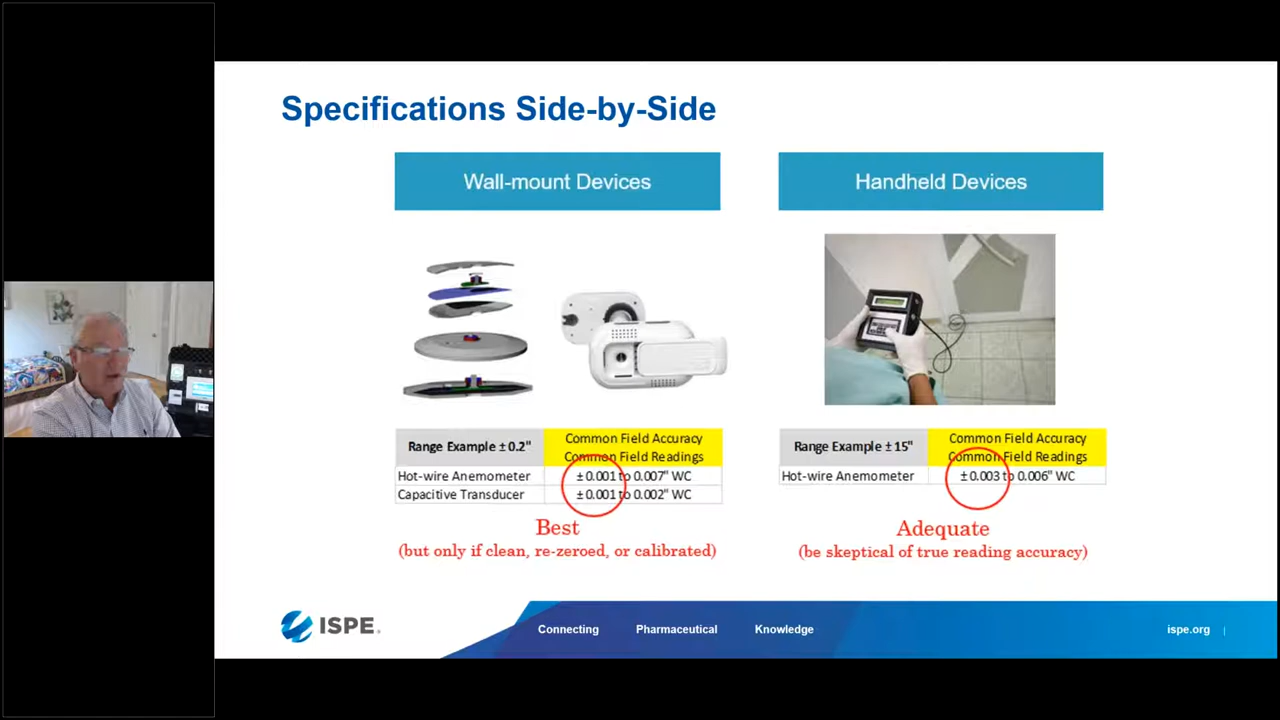 Specifications Side-by-Side
Wall-mount Devices
Handheld Devices
Range Example ± 0.2"
Common Field Accuracy
Common Field Readings
Hot-wire Anemometer
± 0.001 to 0.007" WC
Capacitive Transducer
± 0.001 to 0.002" WC
Best
(but only if clean, re-zeroed, or calibrated)
Range Example ± 15"
Common Field Accuracy
Common Field Readings
Hot-wire Anemometer
± 0.003 to 0.006" WC
Adequate
(be skeptical of true reading accuracy)
ISPE.
Connecting
Pharmaceutical
Knowledge
ispe.org